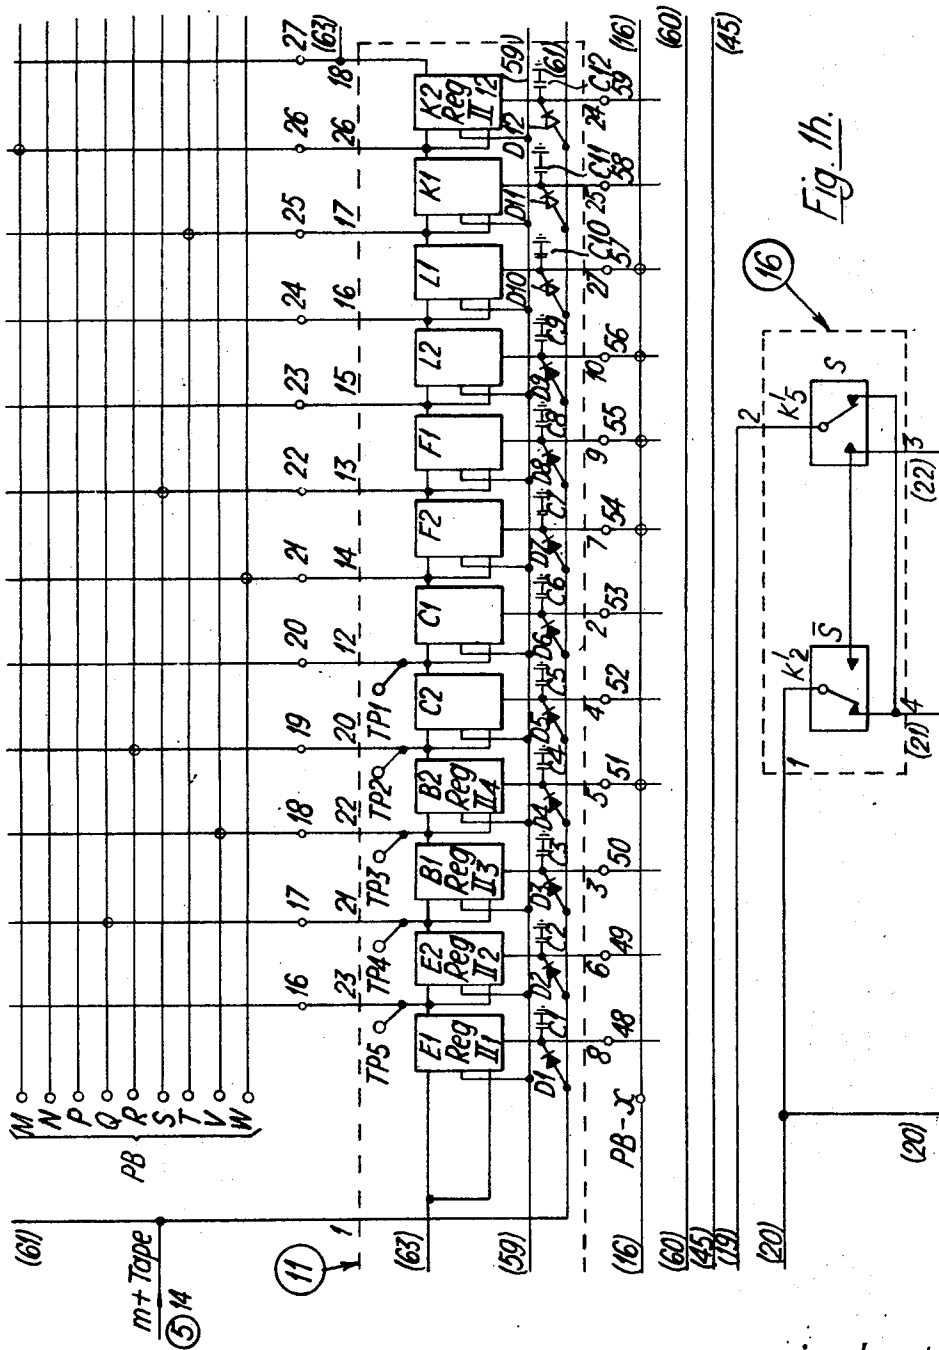 Fig. 1h.
(61)
m+ Tape
5 14
PB
M
N
P
Q
R
S
T
V
W
16
17
18
19
20
21
22
23
24
25
26
27
(63)
1
23
21
22
20
12
14
13
15
16
17
26
18
11
TP5
TP4
TP3
TP2
TP1
(63)
E1 Reg II1
E2 Reg II2
B1 Reg II3
B2 Reg II4
C2
C1
F2
F1
L2
L1
K1
K2 Reg II 12
(59)
D1
C1
D2
C2
D3
C3
D4
C4
D5
C5
D6
C6
D7
C7
D8
C8
D9
C9
D10
C10
D11
C11
D12
C12
(59)
(61)
PB-X
8
6
3
5
4
2
7
9
10
27
25
24
48
49
50
51
52
53
54
55
56
57
58
59
(16)
(16)
(60)
(60)
(45)
(45)
(19)
(20)
(20)
16
1
K'2
S̅
2
K'5
S
(21)
4
(22)
3